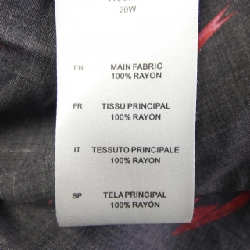 20W
EN MAIN FABRIC
100% RAYON
FR TISSU PRINCIPAL
100% RAYON
IT TESSUTO PRINCIPALE
100% RAYON
SP TELA PRINCIPAL
100% RAYON